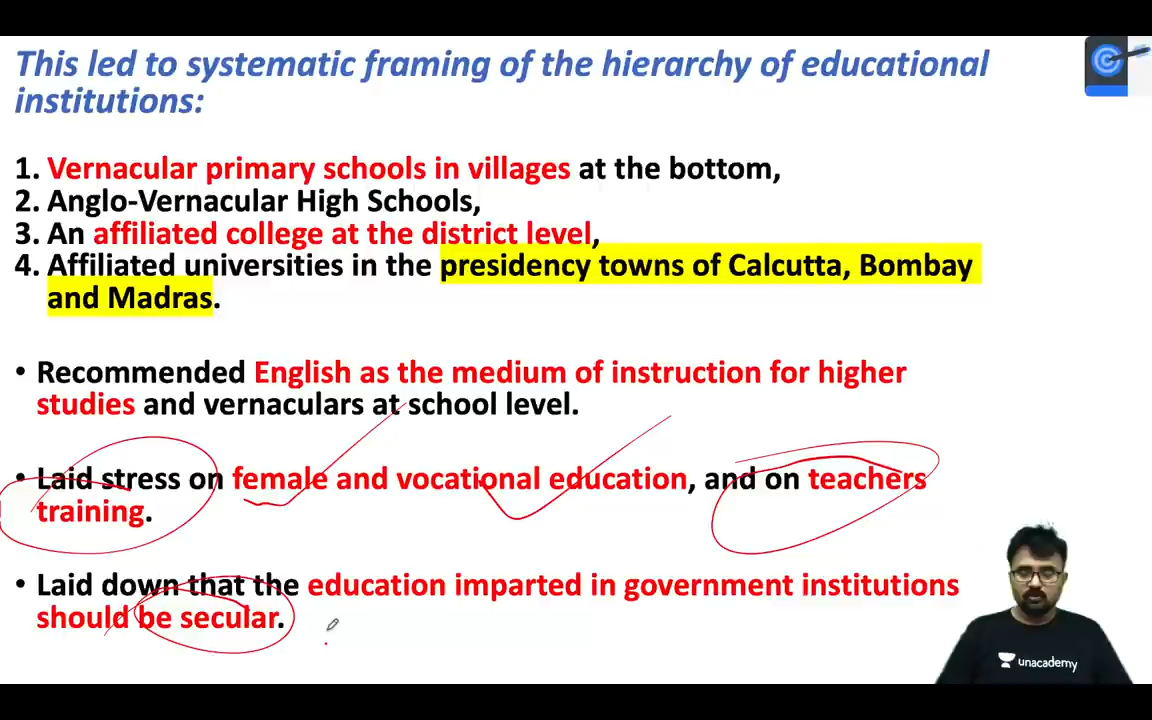 This led to systematic framing of the hierarchy of educational
institutions:
1. Vernacular primary schools in villages at the bottom,
2. Anglo-Vernacular High Schools,
3. An affiliated college at the district level,
4. Affiliated universities in the presidency towns of Calcutta, Bombay
and Madras.
• Recommended English as the medium of instruction for higher
studies and vernaculars at school level.
• Laid stress on female and vocational education, and on teachers
training.
• Laid down that the education imparted in government institutions
should be secular.
unacademy